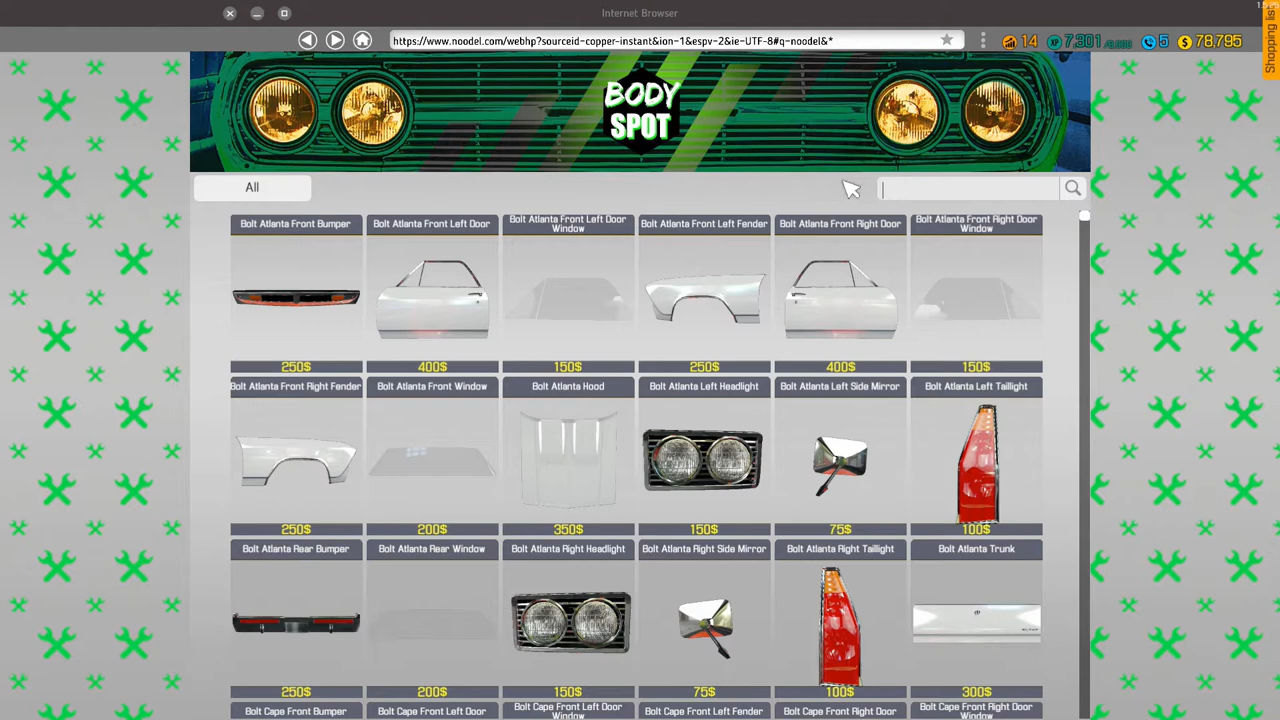 Internet Browser
Shopping list
https://www.noodel.com/webhp?sourceid-copper-instant&ion-1&espv-2&ie-UTF-8#q-noodel&*
14
7,301
5
78,795
BODY
SPOT
All
Bolt Atlanta Front Bumper
Bolt Atlanta Front Left Door
Bolt Atlanta Front Left Door
Window
Bolt Atlanta Front Left Fender
Bolt Atlanta Front Right Door
Bolt Atlanta Front Right Door
Window
250$
400$
150$
250$
400$
150$
Bolt Atlanta Front Right Fender
Bolt Atlanta Front Window
Bolt Atlanta Hood
Bolt Atlanta Left Headlight
Bolt Atlanta Left Side Mirror
Bolt Atlanta Left Taillight
250$
200$
350$
150$
75$
100$
Bolt Atlanta Rear Bumper
Bolt Atlanta Rear Window
Bolt Atlanta Right Headlight
Bolt Atlanta Right Side Mirror
Bolt Atlanta Right Taillight
Bolt Atlanta Trunk
250$
200$
150$
75$
100$
300$
Bolt Cape Front Bumper
Bolt Cape Front Left Door
Bolt Cape Front Left Door
Window
Bolt Cape Front Left Fender
Bolt Cape Front Right Door
Bolt Cape Front Right Door
Window